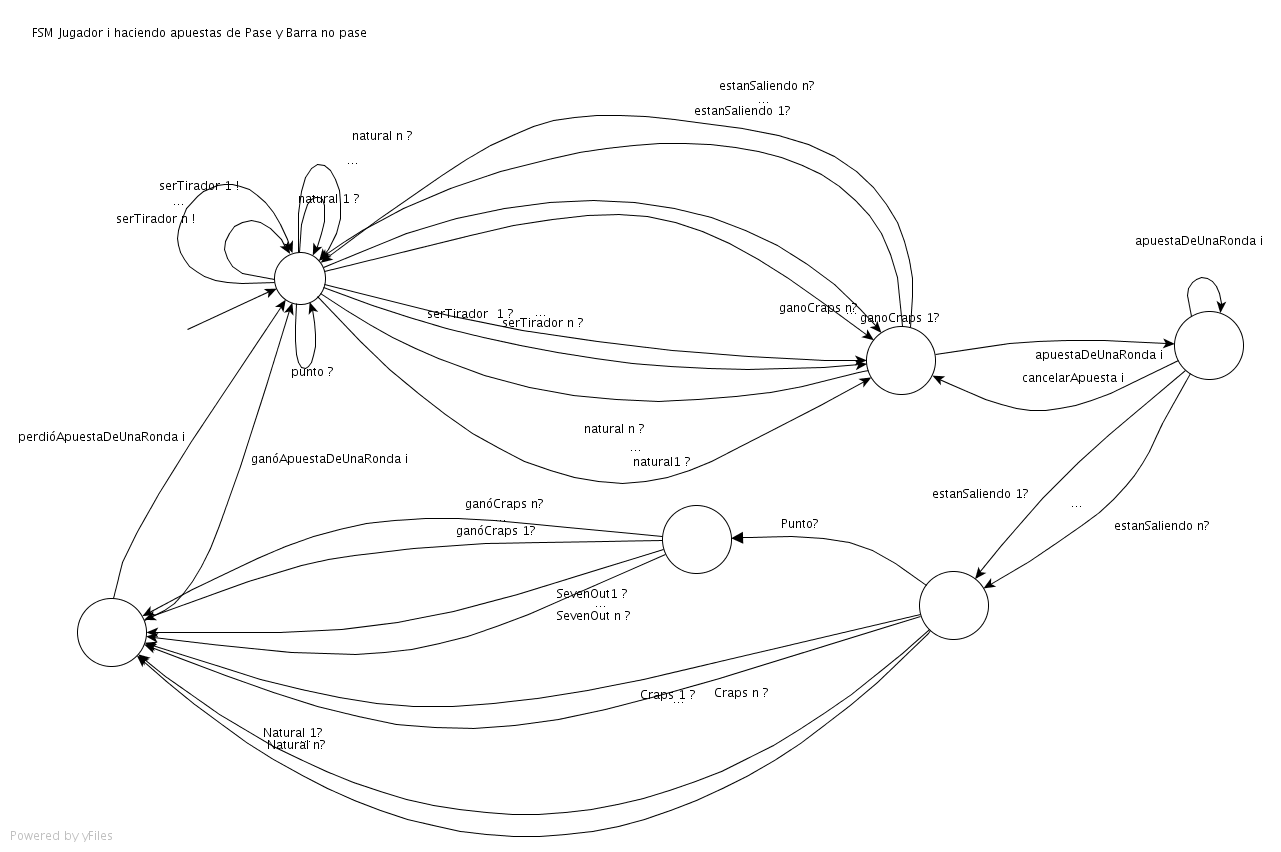 FSM Jugador i haciendo apuestas de Pase y Barra no pase
estanSaliendo n?
...
estanSaliendo 1?
natural n ?
...
serTirador 1 !
...
serTirador n !
natural 1 ?
apuestaDeUnaRonda i
ganoCraps n?
...
ganoCraps 1?
serTirador  1 ?
...
serTirador n ?
apuestaDeUnaRonda i
cancelarApuesta i
punto ?
natural n ?
...
natural1 ?
perdióApuestaDeUnaRonda i
ganóApuestaDeUnaRonda i
estanSaliendo 1?
...
estanSaliendo n?
ganóCraps n?
...
ganóCraps 1?
Punto?
SevenOut1 ?
...
SevenOut n ?
Craps 1 ?
...
Craps n ?
Natural 1?
...
Natural n?
Powered by yFiles